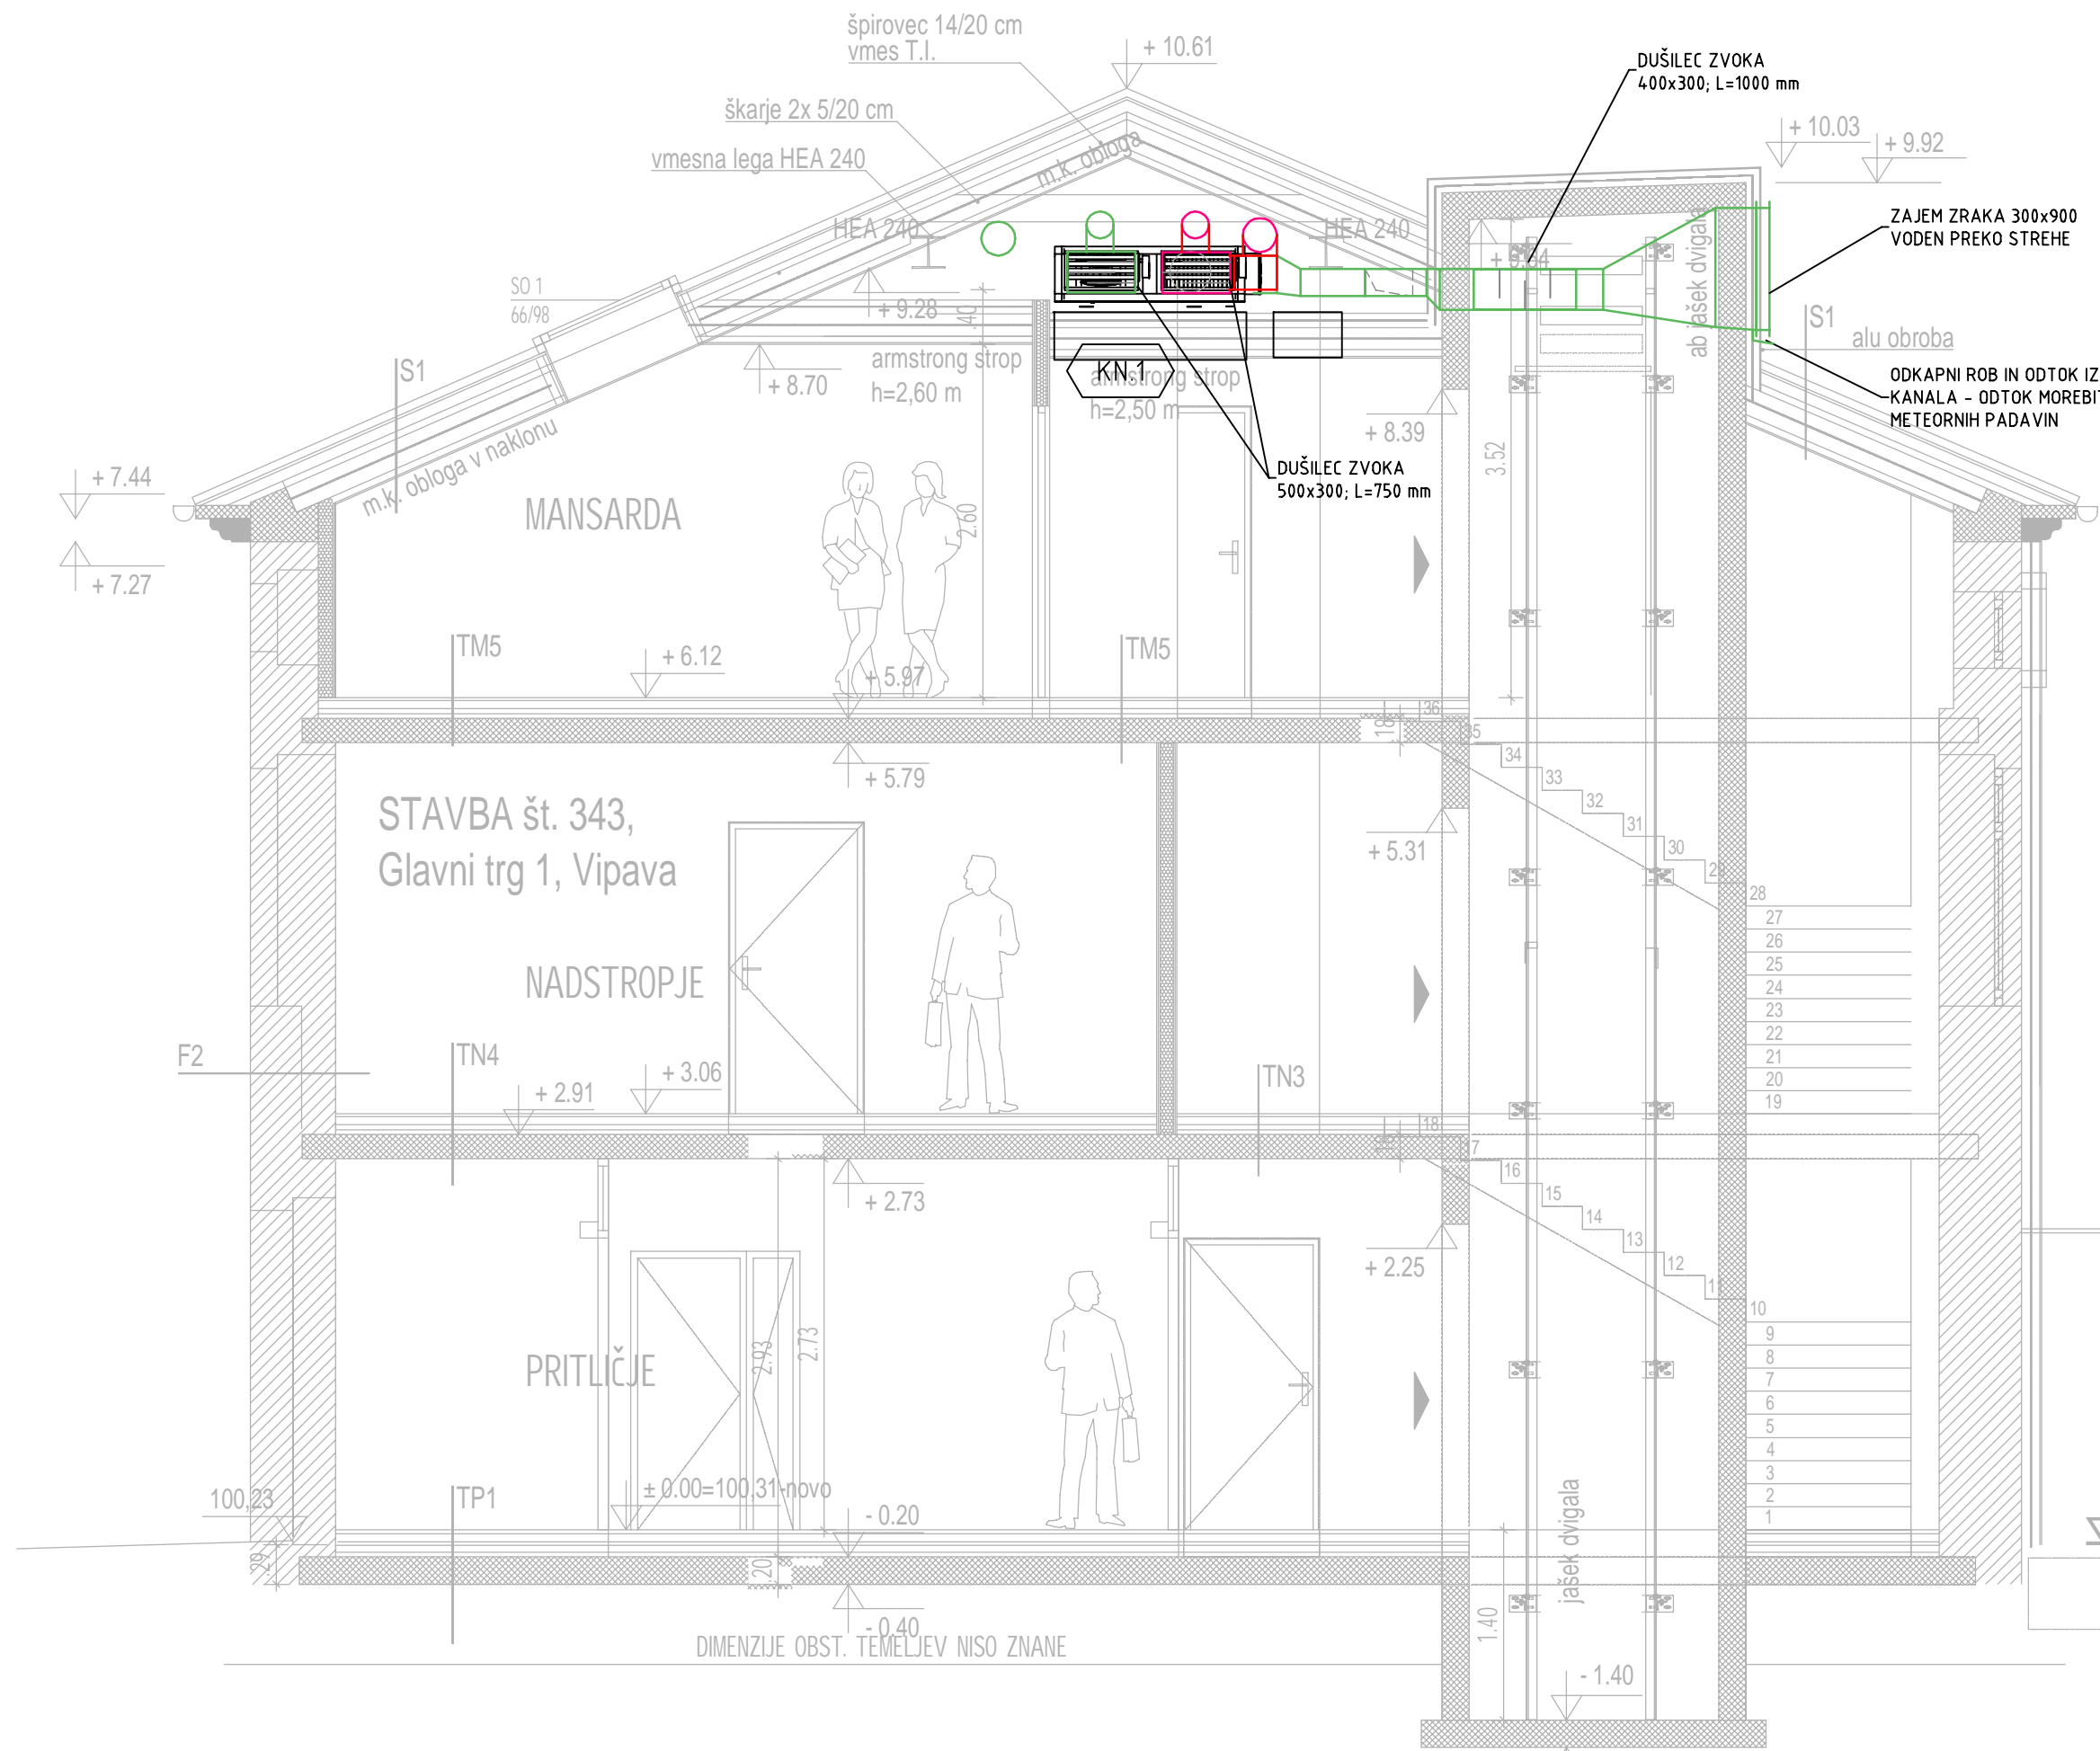 špirovec 14/20 cm
vmes T.I.
+ 10.61
DUŠILEC ZVOKA
400x300; L=1000 mm
škarje 2x 5/20 cm
+ 10.03
+ 9.92
vmesna lega HEA 240
m.k. obloga
HEA 240
HEA 240
ab jašek dvigala
ZAJEM ZRAKA 300x900
VODEN PREKO STREHE
SO 1
66/98
+ 9.28
.40
S1
alu obroba
S1
+ 8.70
armstrong strop
h=2,60 m
KN.1
armstrong strop
h=2,50 m
ODKAPNI ROB IN ODTOK IZ
KANALA - ODTOK
METEORNIH PADAVIN
+ 8.39
3.52
m.k. obloga v naklonu
DUŠILEC ZVOKA
500x300; L=750 mm
+ 7.44
MANSARDA
2.60
+ 7.27
TM5
+ 6.12
+ 5.97
TM5
36
18
35
34
33
32
31
30
28
27
26
25
24
23
22
21
20
19
+ 5.79
STAVBA št. 343,
Glavni trg 1, Vipava
+ 5.31
NADSTROPJE
F2
TN4
+ 2.91
+ 3.06
TN3
18
16
15
14
13
12
10
9
8
7
6
5
4
3
2
1
+ 2.73
+ 2.25
2.93
2.73
PRITLIČJE
100,23
TP1
± 0.00=100,31-novo
- 0.20
.29
.20
jašek dvigala
- 0.40
1.40
DIMENZIJE OBST. TEMELJEV NISO ZNANE
- 1.40